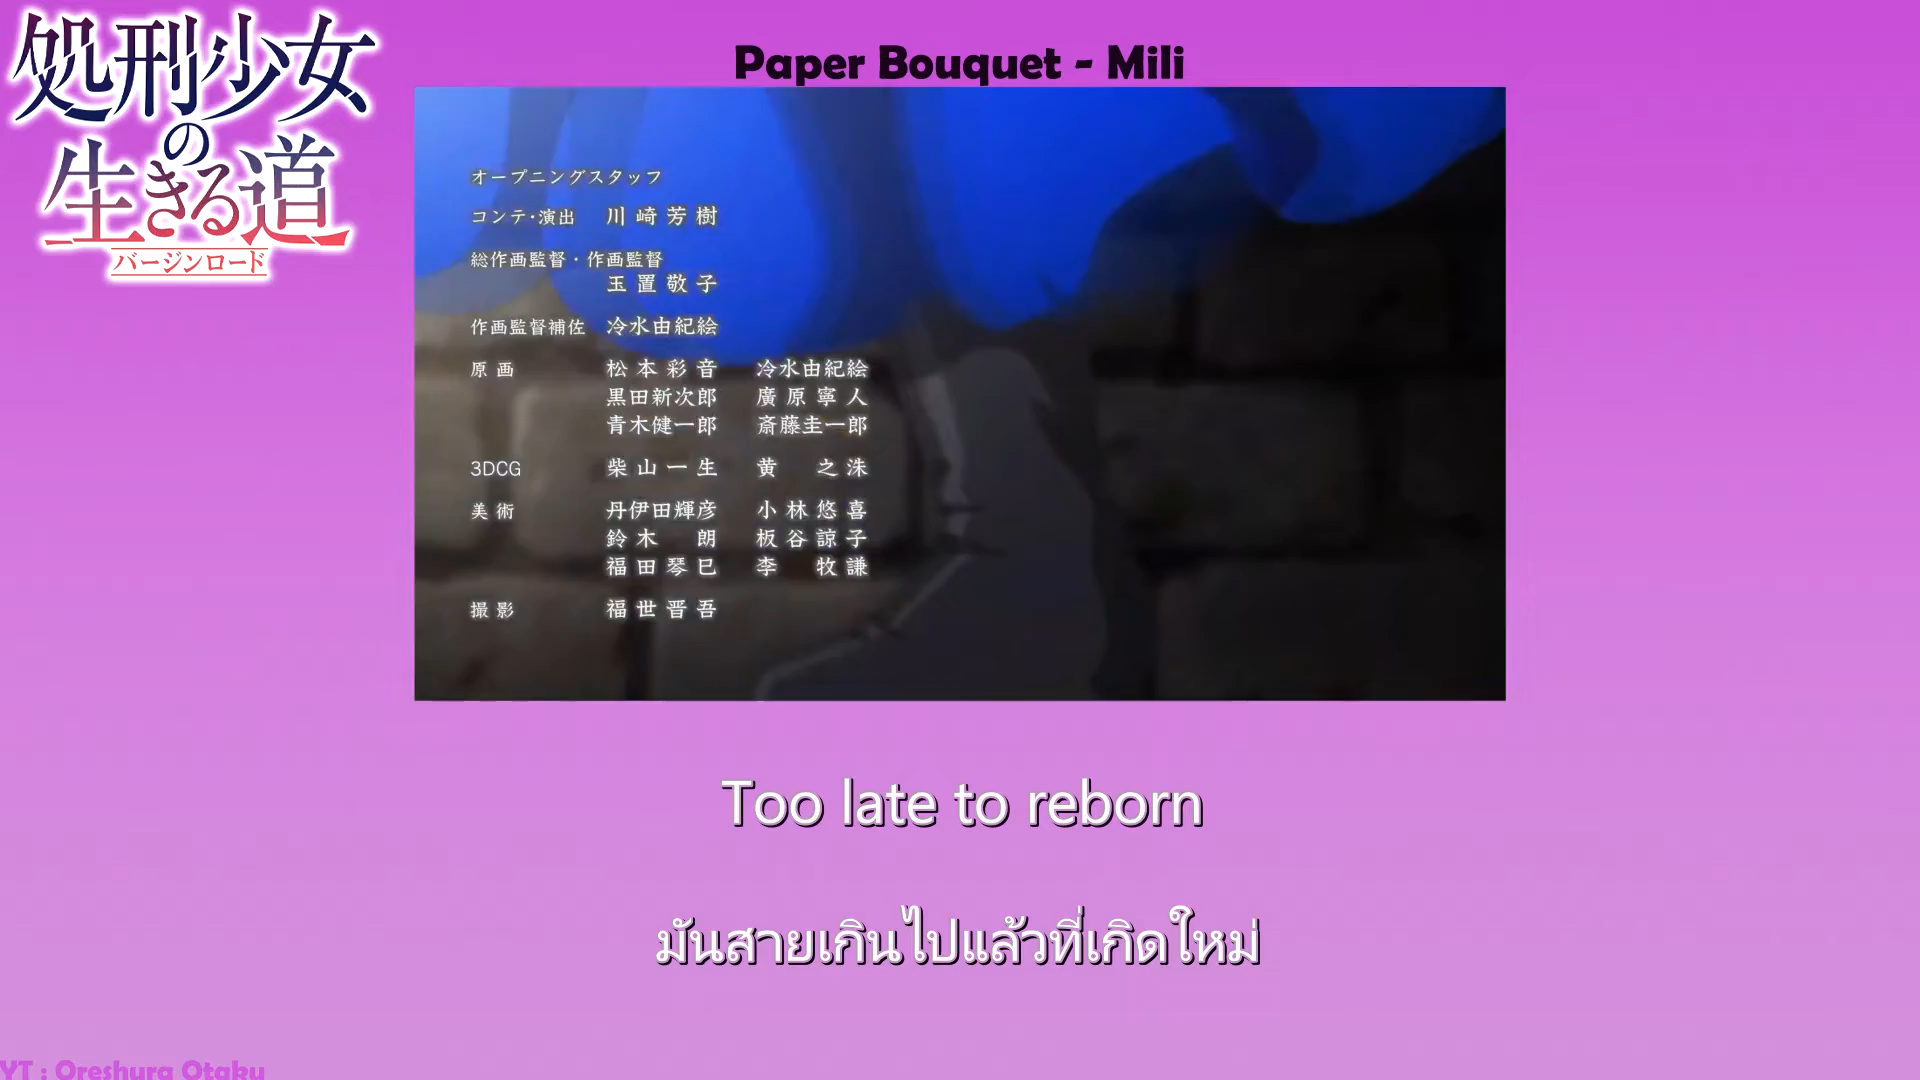 処刑少女
の
生きる道
バージンロード
Paper Bouquet - Mili
オープニングスタッフ
コンテ・演出 川崎芳樹
総作画監督・作画監督
玉置敬子
作画監督補佐 冷水由紀絵
原画 松本彩音 冷水由紀絵
黒田新次郎 廣原寧人
青木健一郎 斎藤圭一郎
3DCG 柴山一生 黄之洙
美術 丹伊田輝彦 小林悠喜
鈴木朗 板谷諒子
福田琴巳 李牧謙
撮影 福世晋吾
Too late to reborn
มันสายเกินไปแล้วที่เกิดใหม่
YT : Oreshura Otaku